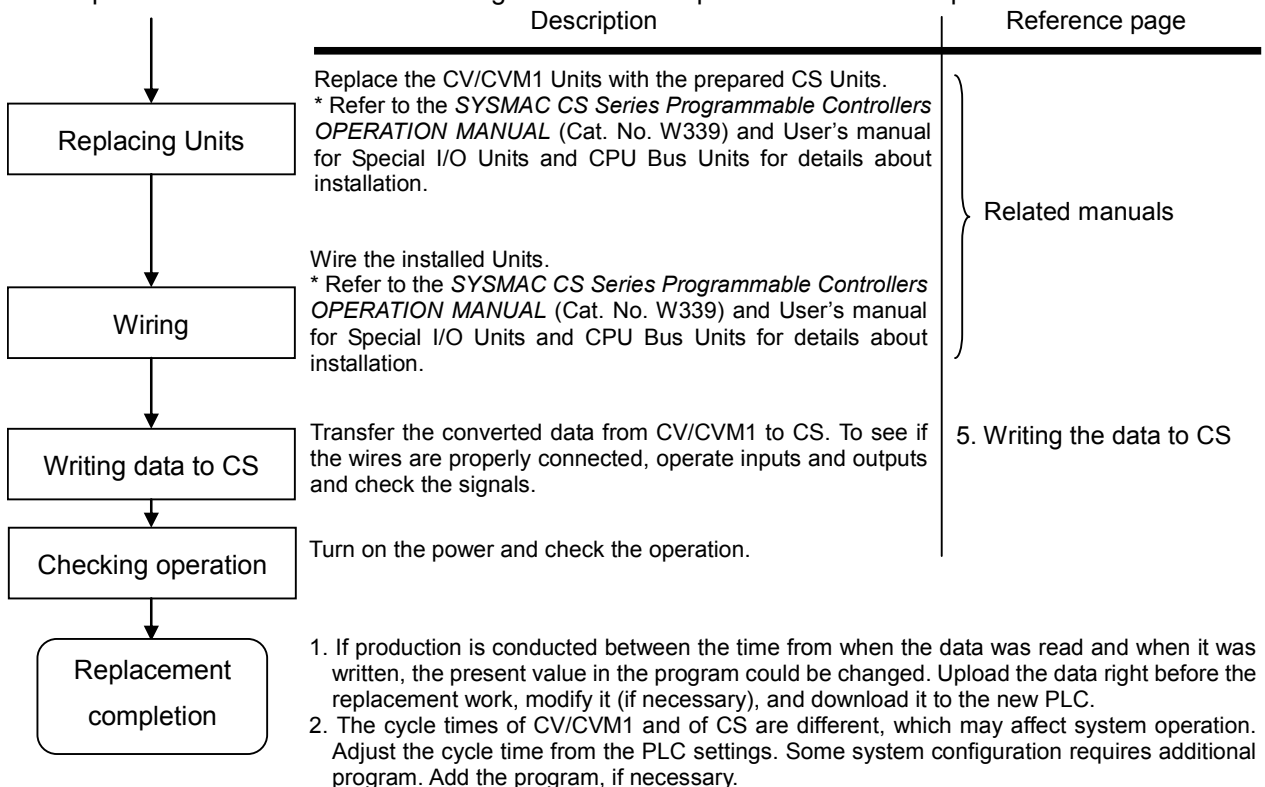 Description
Reference page
Replacing Units
Replace the CV/CVM1 Units with the prepared CS Units.
* Refer to the SYSMAC CS Series Programmable Controllers
OPERATION MANUAL (Cat. No. W339) and User's manual
for Special I/O Units and CPU Bus Units for details about
installation.
Related manuals
Wiring
Wire the installed Units.
* Refer to the SYSMAC CS Series Programmable Controllers
OPERATION MANUAL (Cat. No. W339) and User's manual
for Special I/O Units and CPU Bus Units for details about
installation.
Writing data to CS
Transfer the converted data from CV/CVM1 to CS. To see if
the wires are properly connected, operate inputs and outputs
and check the signals.
5. Writing the data to CS
Checking operation
Turn on the power and check the operation.
Replacement
completion
1. If production is conducted between the time from when the data was read and when it was
written, the present value in the program could be changed. Upload the data right before the
replacement work, modify it (if necessary), and download it to the new PLC.
2. The cycle times of CV/CVM1 and of CS are different, which may affect system operation.
Adjust the cycle time from the PLC settings. Some system configuration requires additional
program. Add the program, if necessary.